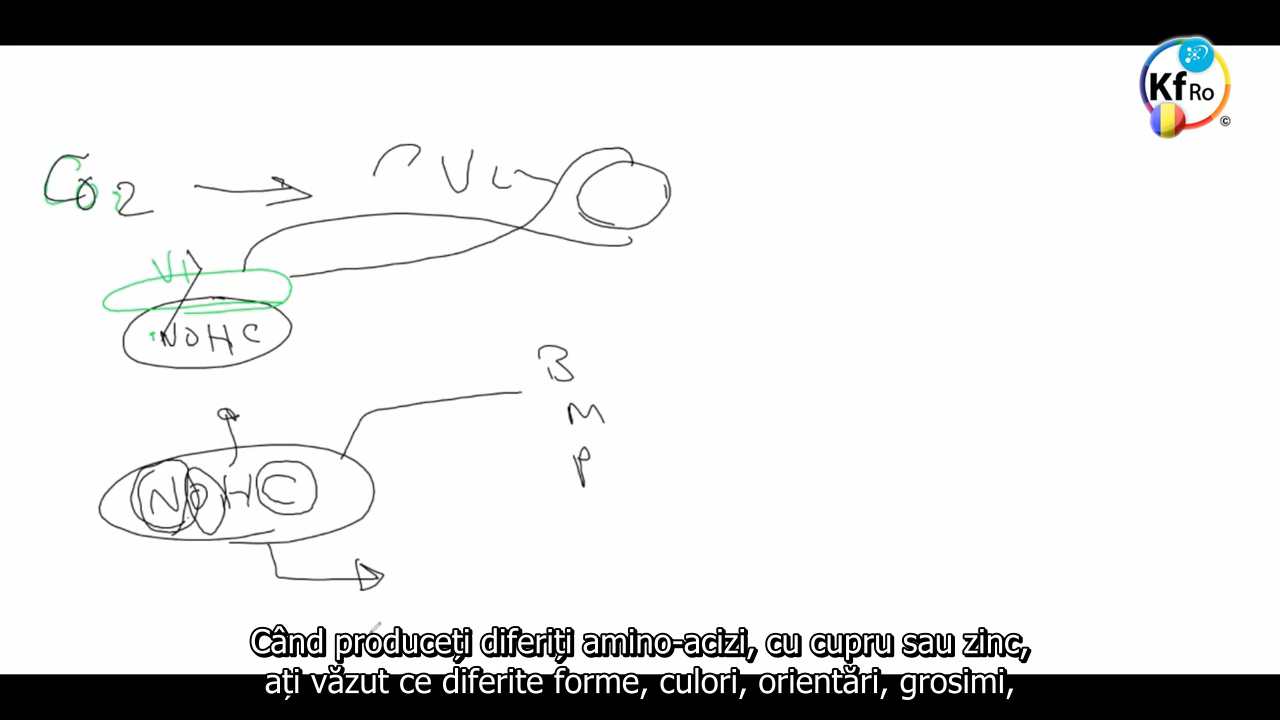 Kf Ro
©
CO2
V1
NOHC
B
M
NOHC
P
Când produceți diferiți amino-acizi, cu cupru sau zinc,
ați văzut ce diferite forme, culori, orientări, grosimi,